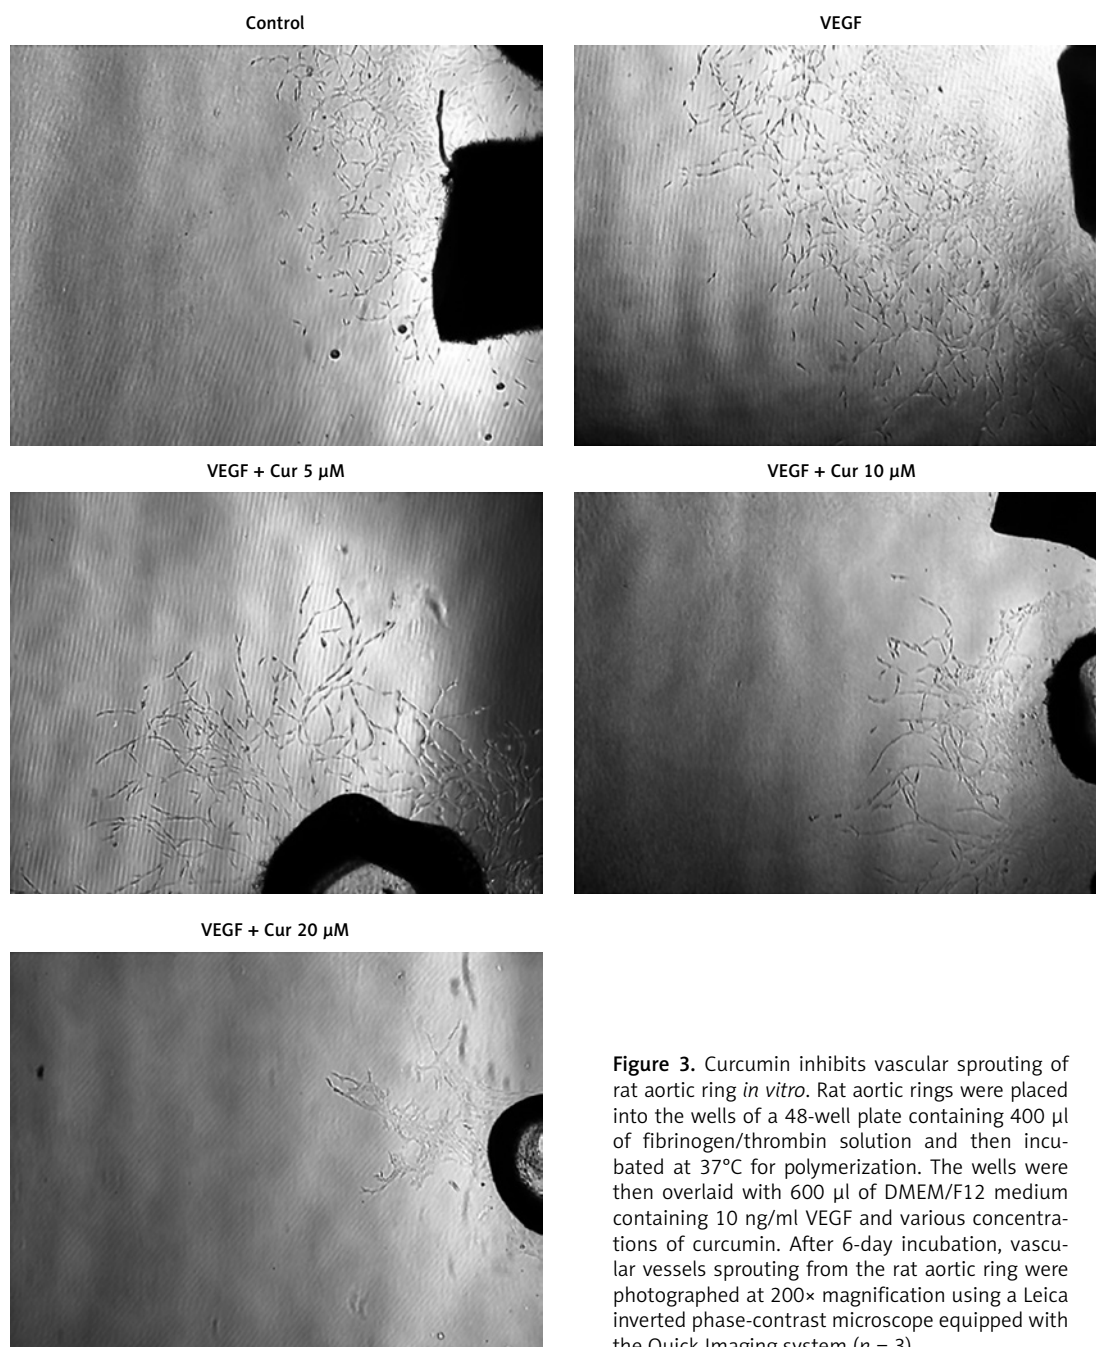 Control
VEGF
VEGF + Cur 5 µM
VEGF + Cur 10 µM
VEGF + Cur 20 µM
Figure 3. Curcumin inhibits vascular sprouting of
rat aortic ring in vitro. Rat aortic rings were placed
into the wells of a 48-well plate containing 400 µl
of fibrinogen/thrombin solution and then incu-
bated at 37°C for polymerization. The wells were
then overlaid with 600 µl of DMEM/F12 medium
containing 10 ng/ml VEGF and various concentra-
tions of curcumin. After 6-day incubation, vascu-
lar vessels sprouting from the rat aortic ring were
photographed at 200× magnification using a Leica
inverted phase-contrast microscope equipped with
the Quick Imaging system (n = 3)